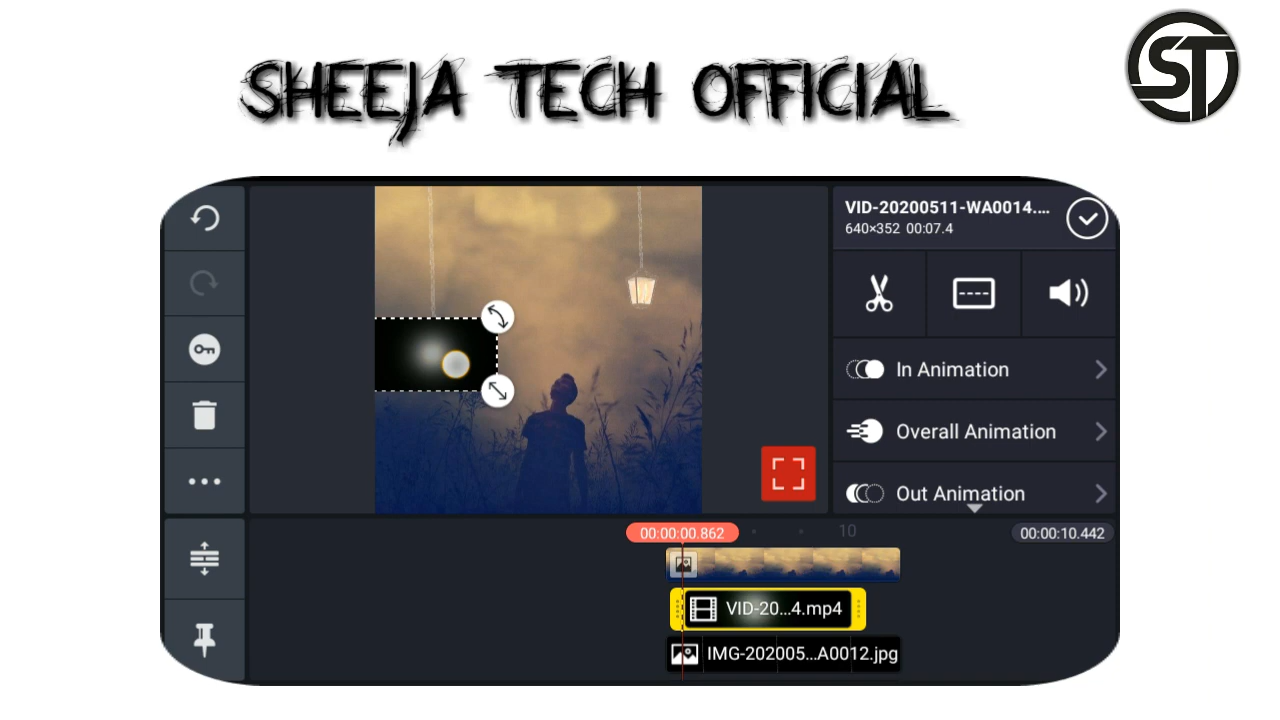 SHEEJA TECH OFFICIAL
ST
VID-20200511-WA0014....
640×352 00:07.4
In Animation
Overall Animation
Out Animation
00:00:00.862
10
00:00:10.442
VID-20...4.mp4
IMG-202005...A0012.jpg